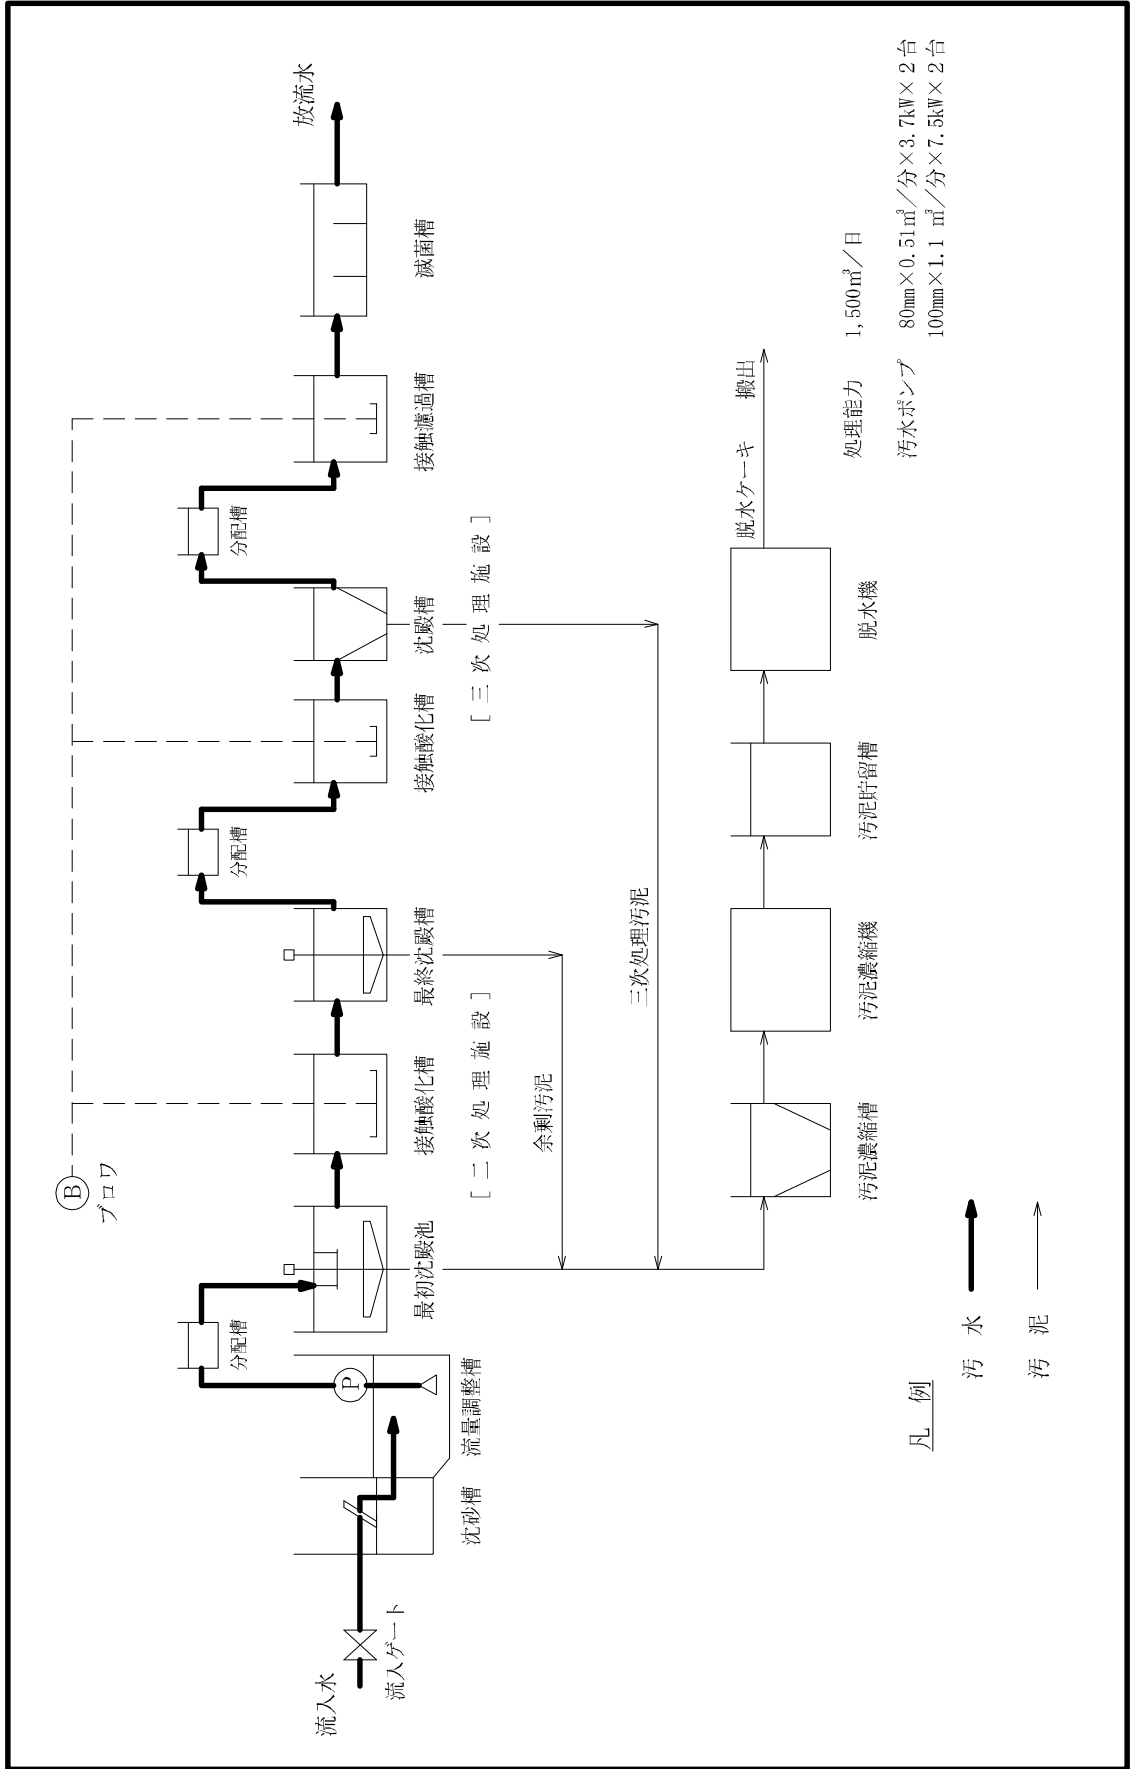 B
ブロワ
放流水
分配槽
分配槽
分配槽
P
流入水
流入ゲート
沈砂槽
流量調整槽
最初沈殿池
接触酸化槽
最終沈殿槽
接触酸化槽
沈殿槽
接触濾過槽
滅菌槽
[ 二 次 処 理 施 設 ]
[ 三 次 処 理 施 設 ]
余剰汚泥
三次処理汚泥
脱水ケーキ 搬出
汚泥濃縮槽
汚泥濃縮機
汚泥貯留槽
脱水機
処理能力 1,500㎥/日
汚水ポンプ 80mm×0.51㎥/分×3.7kW×2台
100mm×1.1 ㎥/分×7.5kW×2台
凡 例
汚 水
汚 泥